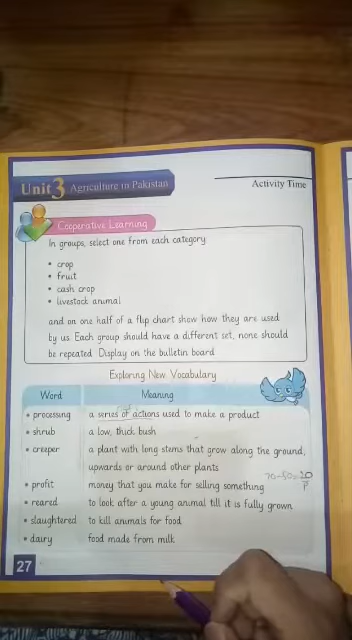 Unit 3 Agriculture in Pakistan
Activity Time
Cooperative Learning
In groups, select one from each category
• crop
• fruit
• cash crop
• livestock animal
and on one half of a flip chart show how they are used
by us Each group should have a different set, none should
be repeated Display on the bulletin board
Exploring New Vocabulary
Word Meaning
• processing a series of actions used to make a product
• shrub a low, thick bush
• creeper a plant with long stems that grow along the ground,
upwards or around other plants
• profit money that you make for selling something
• reared to look after a young animal till it is fully grown
• slaughtered to kill animals for food
• dairy food made from milk
27